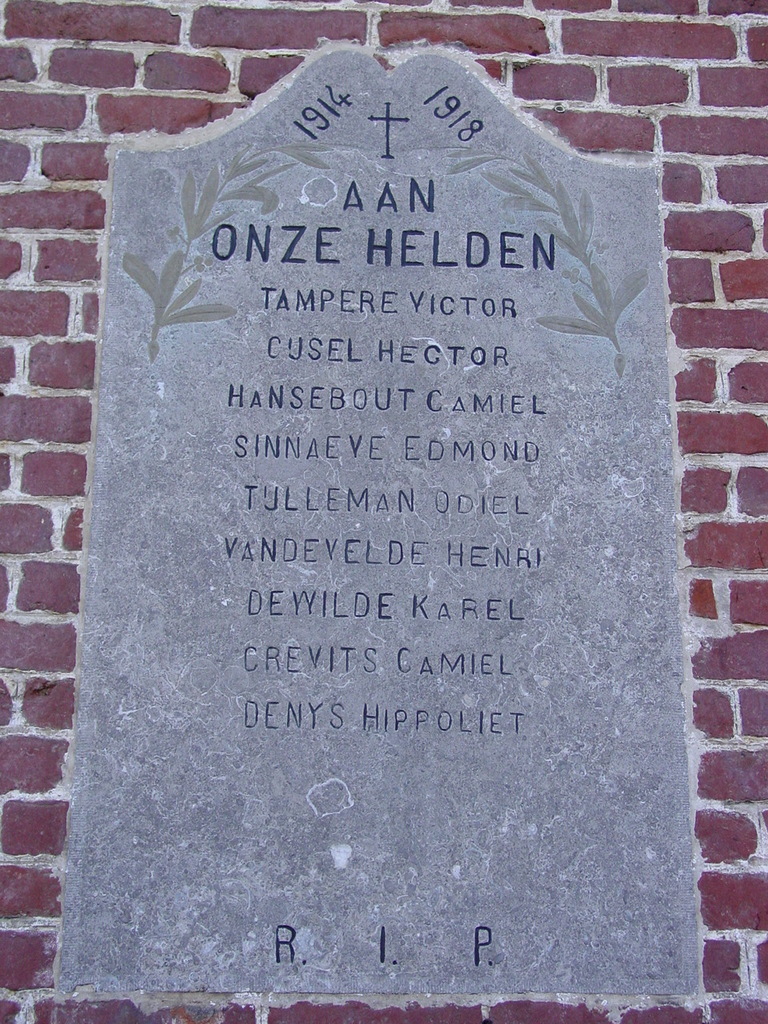 1914 1918
AAN
ONZE HELDEN
TAMPERE VICTOR
CUSEL HECTOR
HANSEBOUT CAMIEL
SINNAEVE EDMOND
TULLEMAN ODIEL
VANDEVELDE HENRI
DEWILDE KAREL
CREVITS CAMIEL
DENYS HIPPOLIET
R. I. P.